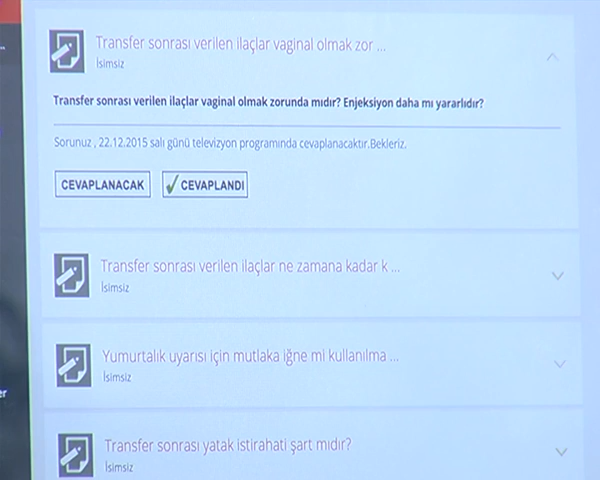 Transfer sonrası verilen ilaçlar vaginal olmak zor ...
İsimsiz
Transfer sonrası verilen ilaçlar vaginal olmak zorunda mıdır? Enjeksiyon daha mı yararlıdır?
Sorunuz , 22.12.2015 salı günü televizyon programında cevaplanacaktır.Bekleriz.
CEVAPLANACAK CEVAPLANDI
Transfer sonrası verilen ilaçlar ne zamana kadar k ...
İsimsiz
Yumurtalık uyarısı için mutlaka iğne mi kullanılma ...
İsimsiz
er
Transfer sonrası yatak istirahati şart mıdır?
İsimsiz